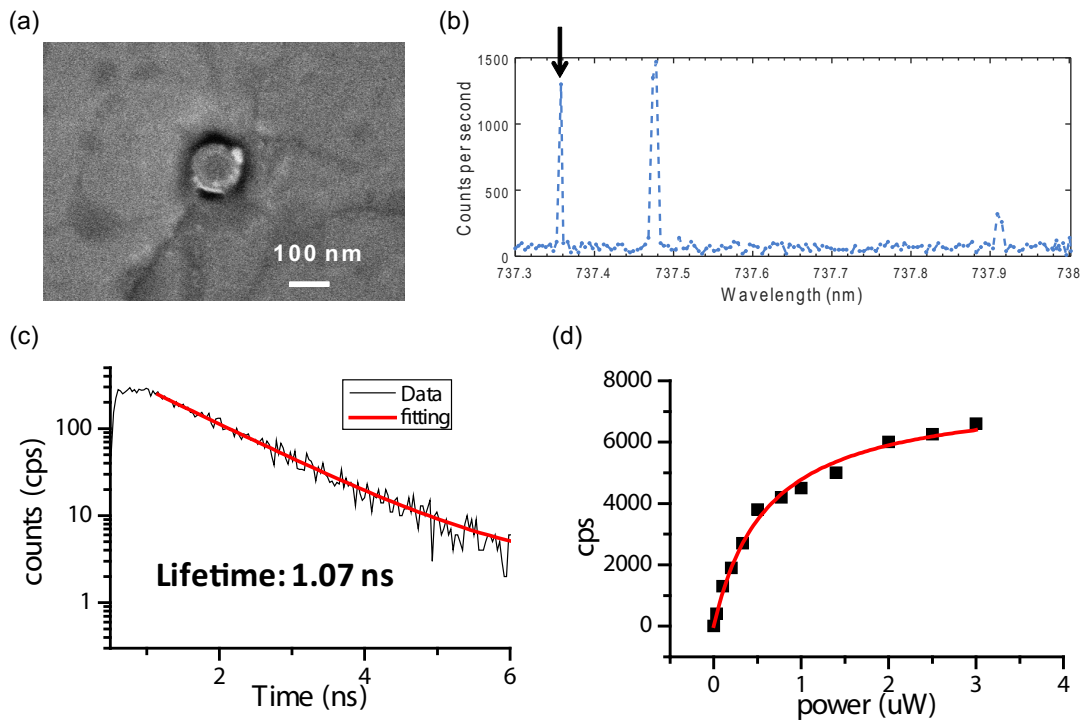 (a)
100 nm
(b)
Counts per second
1500
1000
500
0
737.3 737.4 737.5 737.6 737.7 737.8 737.9 738
Wavelength (nm)
(c)
counts (cps)
100
10
1
Data
fitting
Lifetime: 1.07 ns
2 4 6
Time (ns)
(d)
cps
8000
6000
4000
2000
0
0 1 2 3 4
power (uW)